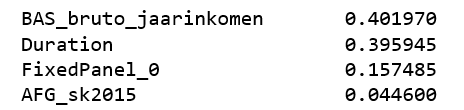 BAS_bruto_jaarinkomen 0.401970
Duration 0.395945
FixedPanel_0 0.157485
AFG_sk2015 0.044600